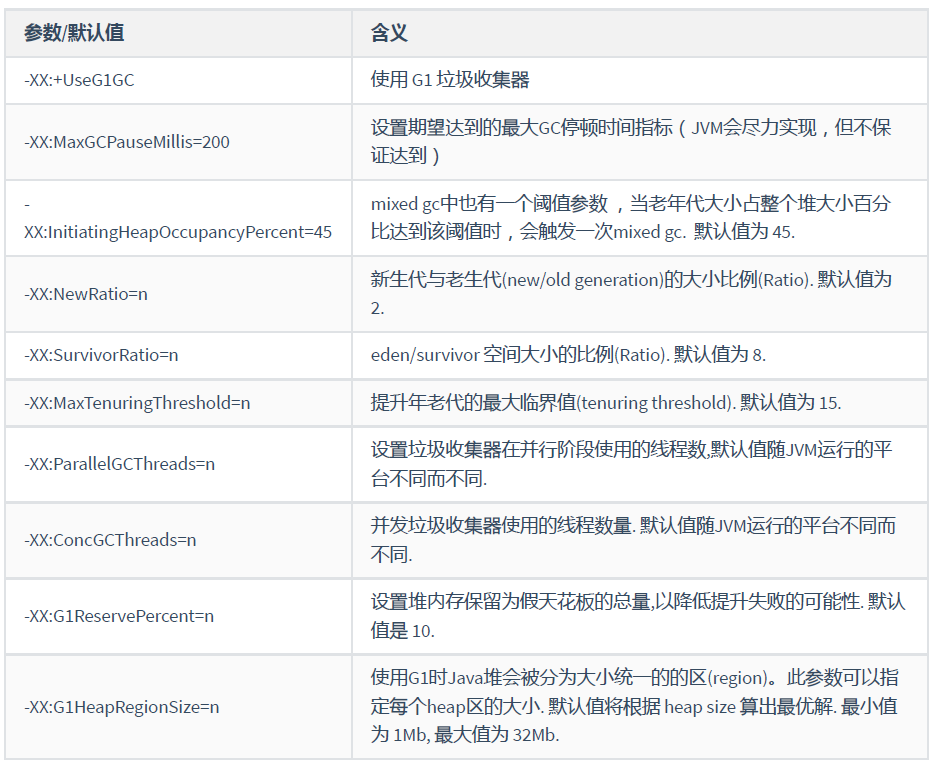 参数/默认值
含义
-XX:+UseG1GC
使用 G1 垃圾收集器
-XX:MaxGCPauseMillis=200
设置期望达到的最大GC停顿时间指标（JVM会尽力实现，但不保
证达到）
-
XX:InitiatingHeapOccupancyPercent=45
mixed gc中也有一个阈值参数 ，当老年代大小占整个堆大小百分
比达到该阈值时，会触发一次mixed gc. 默认值为 45.
-XX:NewRatio=n
新生代与老生代(new/old generation)的大小比例(Ratio). 默认值为
2.
-XX:SurvivorRatio=n
eden/survivor 空间大小的比例(Ratio). 默认值为 8.
-XX:MaxTenuringThreshold=n
提升年老代的最大临界值(tenuring threshold). 默认值为 15.
-XX:ParallelGCThreads=n
设置垃圾收集器在并行阶段使用的线程数,默认值随JVM运行的平
台不同而不同.
-XX:ConcGCThreads=n
并发垃圾收集器使用的线程数量. 默认值随JVM运行的平台不同而
不同.
-XX:G1ReservePercent=n
设置堆内存保留为假天花板的总量,以降低提升失败的可能性. 默认
值是 10.
-XX:G1HeapRegionSize=n
使用G1时Java堆会被分为大小统一的的区(region)。此参数可以指
定每个heap区的大小. 默认值将根据 heap size 算出最优解. 最小值
为 1Mb, 最大值为 32Mb.